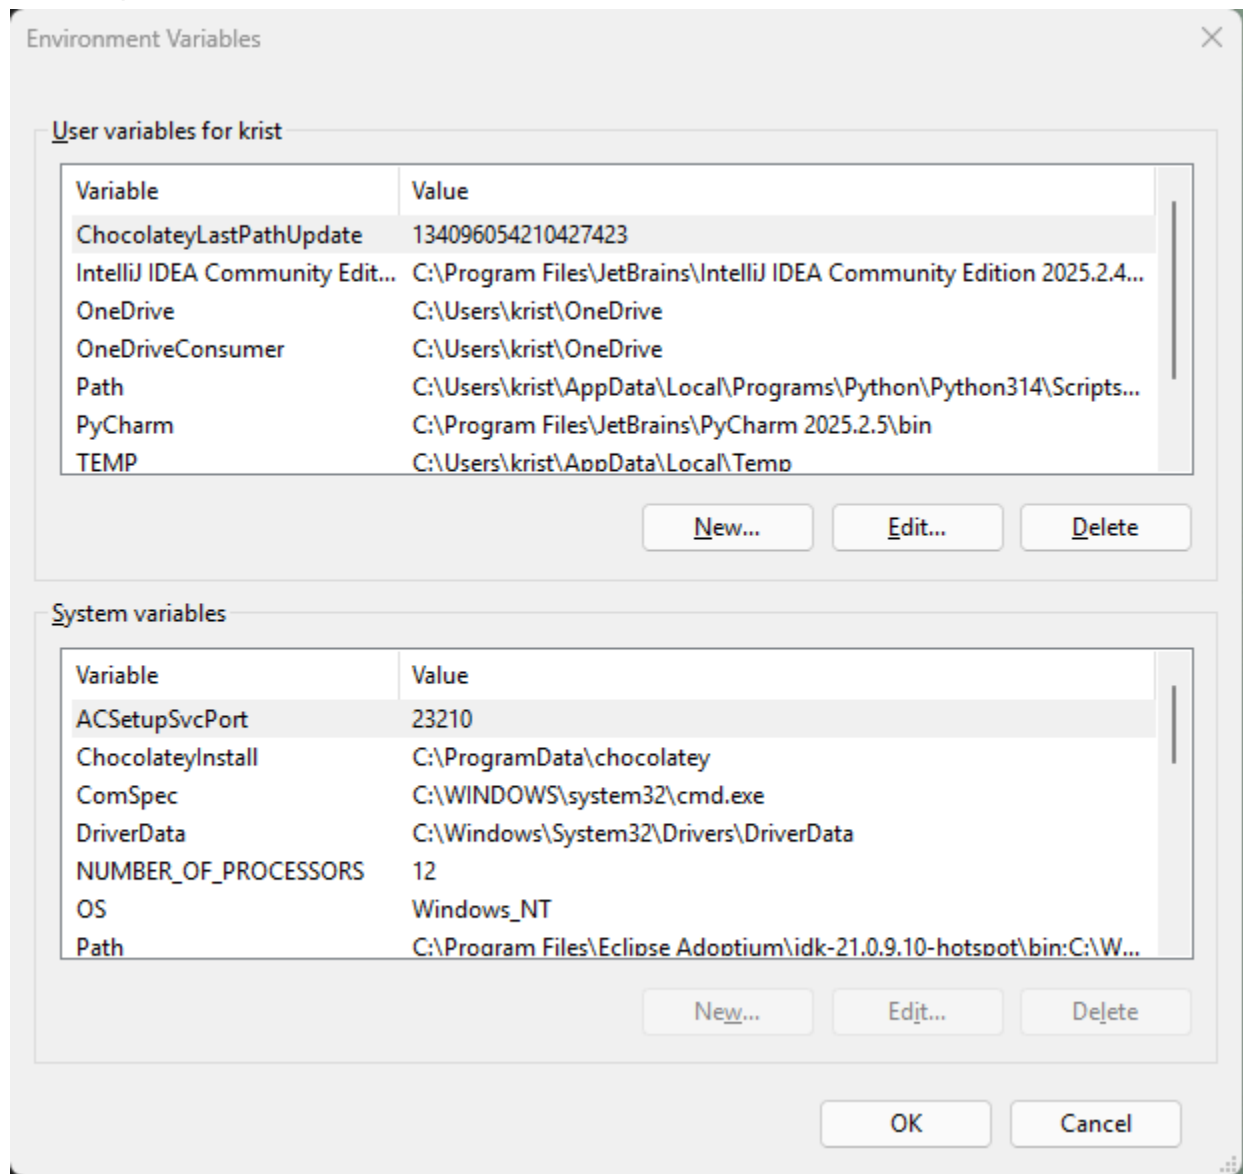 Environment Variables
User variables for krist
Variable Value
ChocolateyLastPathUpdate 134096054210427423
IntelliJ IDEA Community Edit... C:\Program Files\JetBrains\IntelliJ IDEA Community Edition 2025.2.4...
OneDrive C:\Users\krist\OneDrive
OneDriveConsumer C:\Users\krist\OneDrive
Path C:\Users\krist\AppData\Local\Programs\Python\Python314\Scripts...
PyCharm C:\Program Files\JetBrains\PyCharm 2025.2.5\bin
TEMP C:\Users\krist\AppData\Local\Temp
New... Edit... Delete
System variables
Variable Value
ACSetupSvcPort 23210
ChocolateyInstall C:\ProgramData\chocolatey
ComSpec C:\WINDOWS\system32\cmd.exe
DriverData C:\Windows\System32\Drivers\DriverData
NUMBER_OF_PROCESSORS 12
OS Windows_NT
Path C:\Program Files\Eclipse Adoptium\jdk-21.0.9.10-hotspot\bin;C:\W...
New... Edit... Delete
OK Cancel